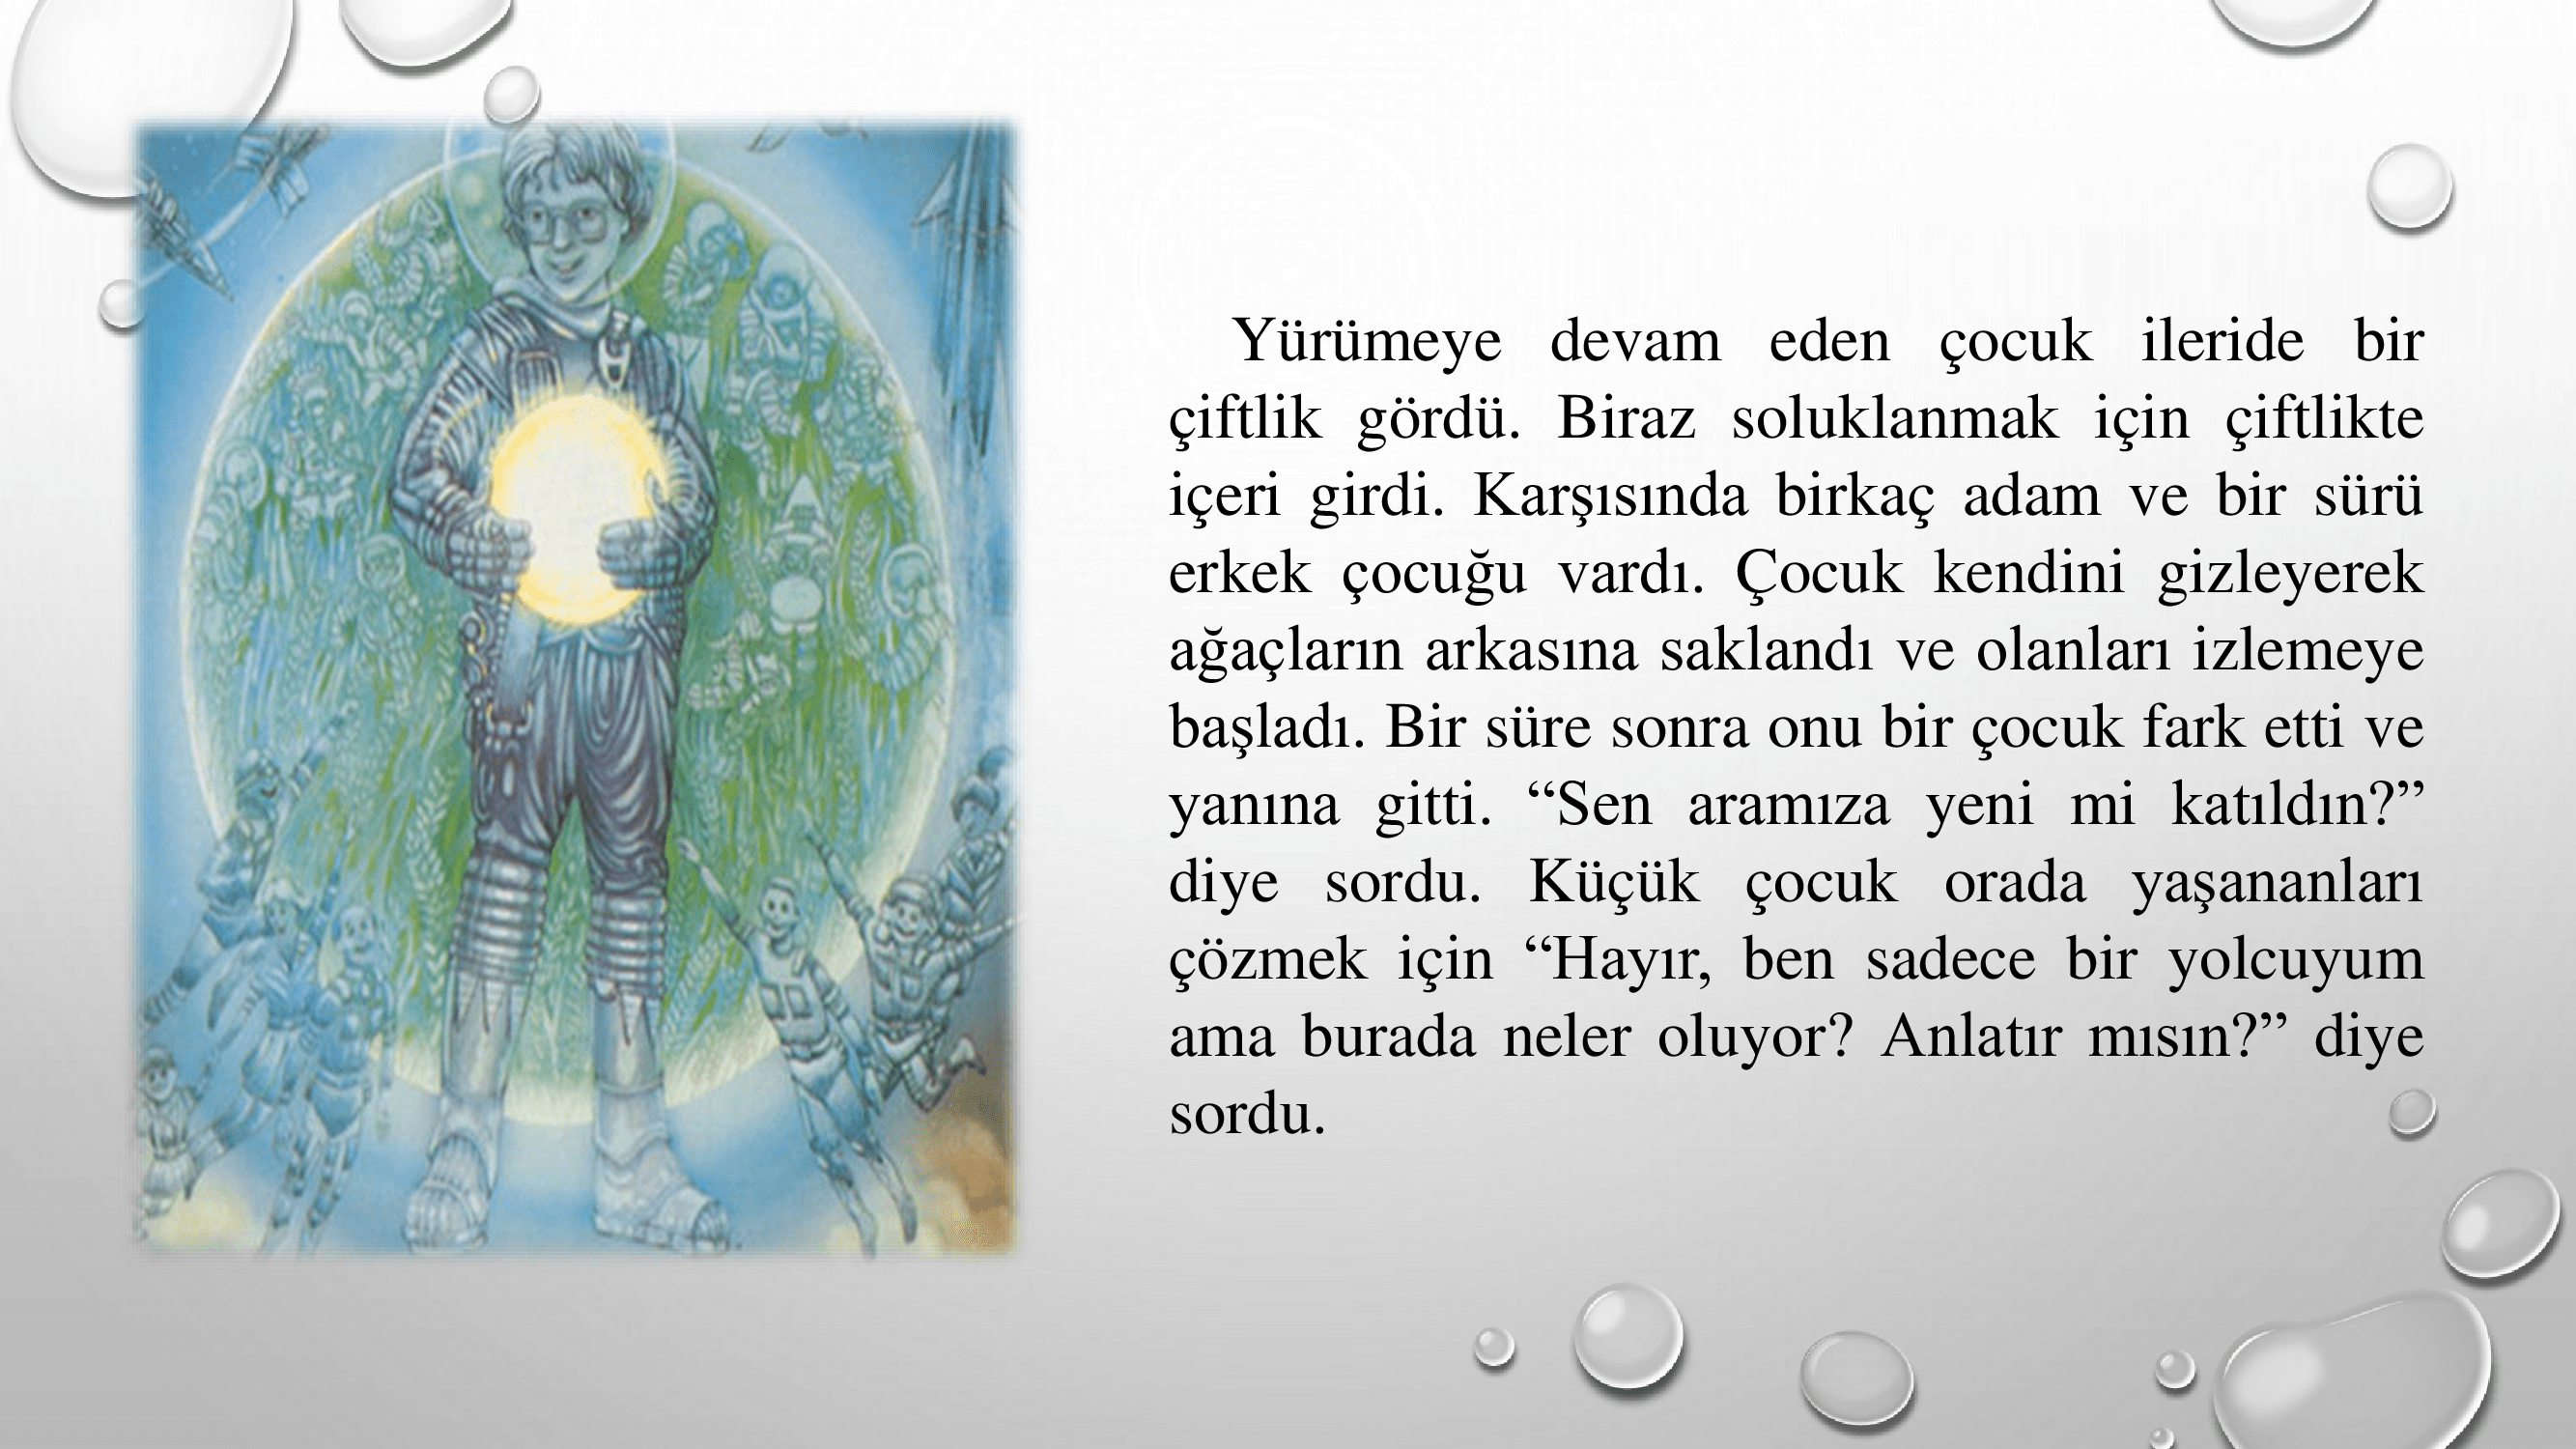 Yürümeye devam eden çocuk ileride bir
çiftlik gördü. Biraz soluklanmak için çiftlikte
içeri girdi. Karşısında birkaç adam ve bir sürü
erkek çocuğu vardı. Çocuk kendini gizleyerek
ağaçların arkasına saklandı ve olanları izlemeye
başladı. Bir süre sonra onu bir çocuk fark etti ve
yanına gitti. “Sen aramıza yeni mi katıldın?”
diye sordu. Küçük çocuk orada yaşananları
çözmek için “Hayır, ben sadece bir yolcuyum
ama burada neler oluyor? Anlatır mısın?” diye
sordu.